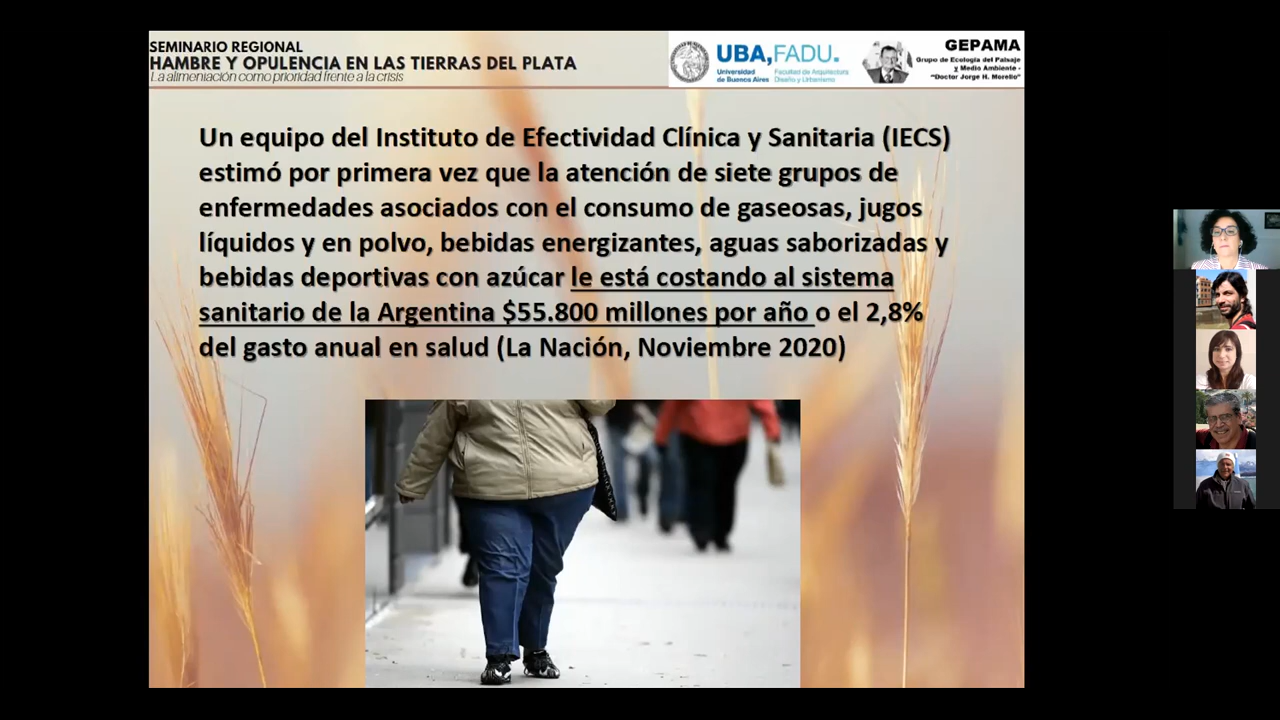 SEMINARIO REGIONAL
HAMBRE Y OPULENCIA EN LAS TIERRAS DEL PLATA
La alimenciación como prioridad frente a la crisis
UBA, FADU.
Universidad de Buenos Aires
Facultad de Arquitectura Diseño y Urbanismo
GEPAMA
Grupo de Ecología del Paisaje
y Medio Ambiente -
"Doctor Jorge H. Morello"
Un equipo del Instituto de Efectividad Clínica y Sanitaria (IECS)
estimó por primera vez que la atención de siete grupos de
enfermedades asociados con el consumo de gaseosas, jugos
líquidos y en polvo, bebidas energizantes, aguas saborizadas y
bebidas deportivas con azúcar le está costando al sistema
sanitario de la Argentina $55.800 millones por año o el 2,8%
del gasto anual en salud (La Nación, Noviembre 2020)